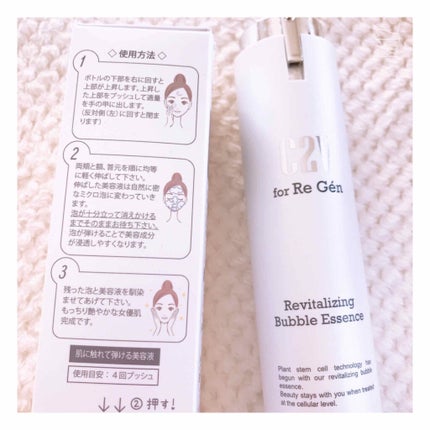 ◇使用方法◇
1
ボトルの下部を右に回すと
上部が上昇します。上昇し
た上部をプッシュして適量
を手の甲に出します。
(反対側(左)に回すと閉ま
ります)
2
両頬と額、首元を順に均等
に軽く伸ばして下さい。
伸ばした美容液は自然に密
なミクロ泡に変わっていき
ます。
泡が十分立って消えかける
までそのままお待ち下さい。
泡が弾けることで美容成分
が浸透しやすくなります。
3
残った泡と美容液を馴染
ませてあげて下さい。
もっちり艶やかな女優肌
完成です。
肌に触れて弾ける美容液
使用目安:4回プッシュ
↓↓②押す!
C2V
for Re Gén
Revitalizing
Bubble Essence
Plant stem cell technology has
begun with our revitalizing bubble
essence.
Beauty stays with you when treated
at the cellular level.